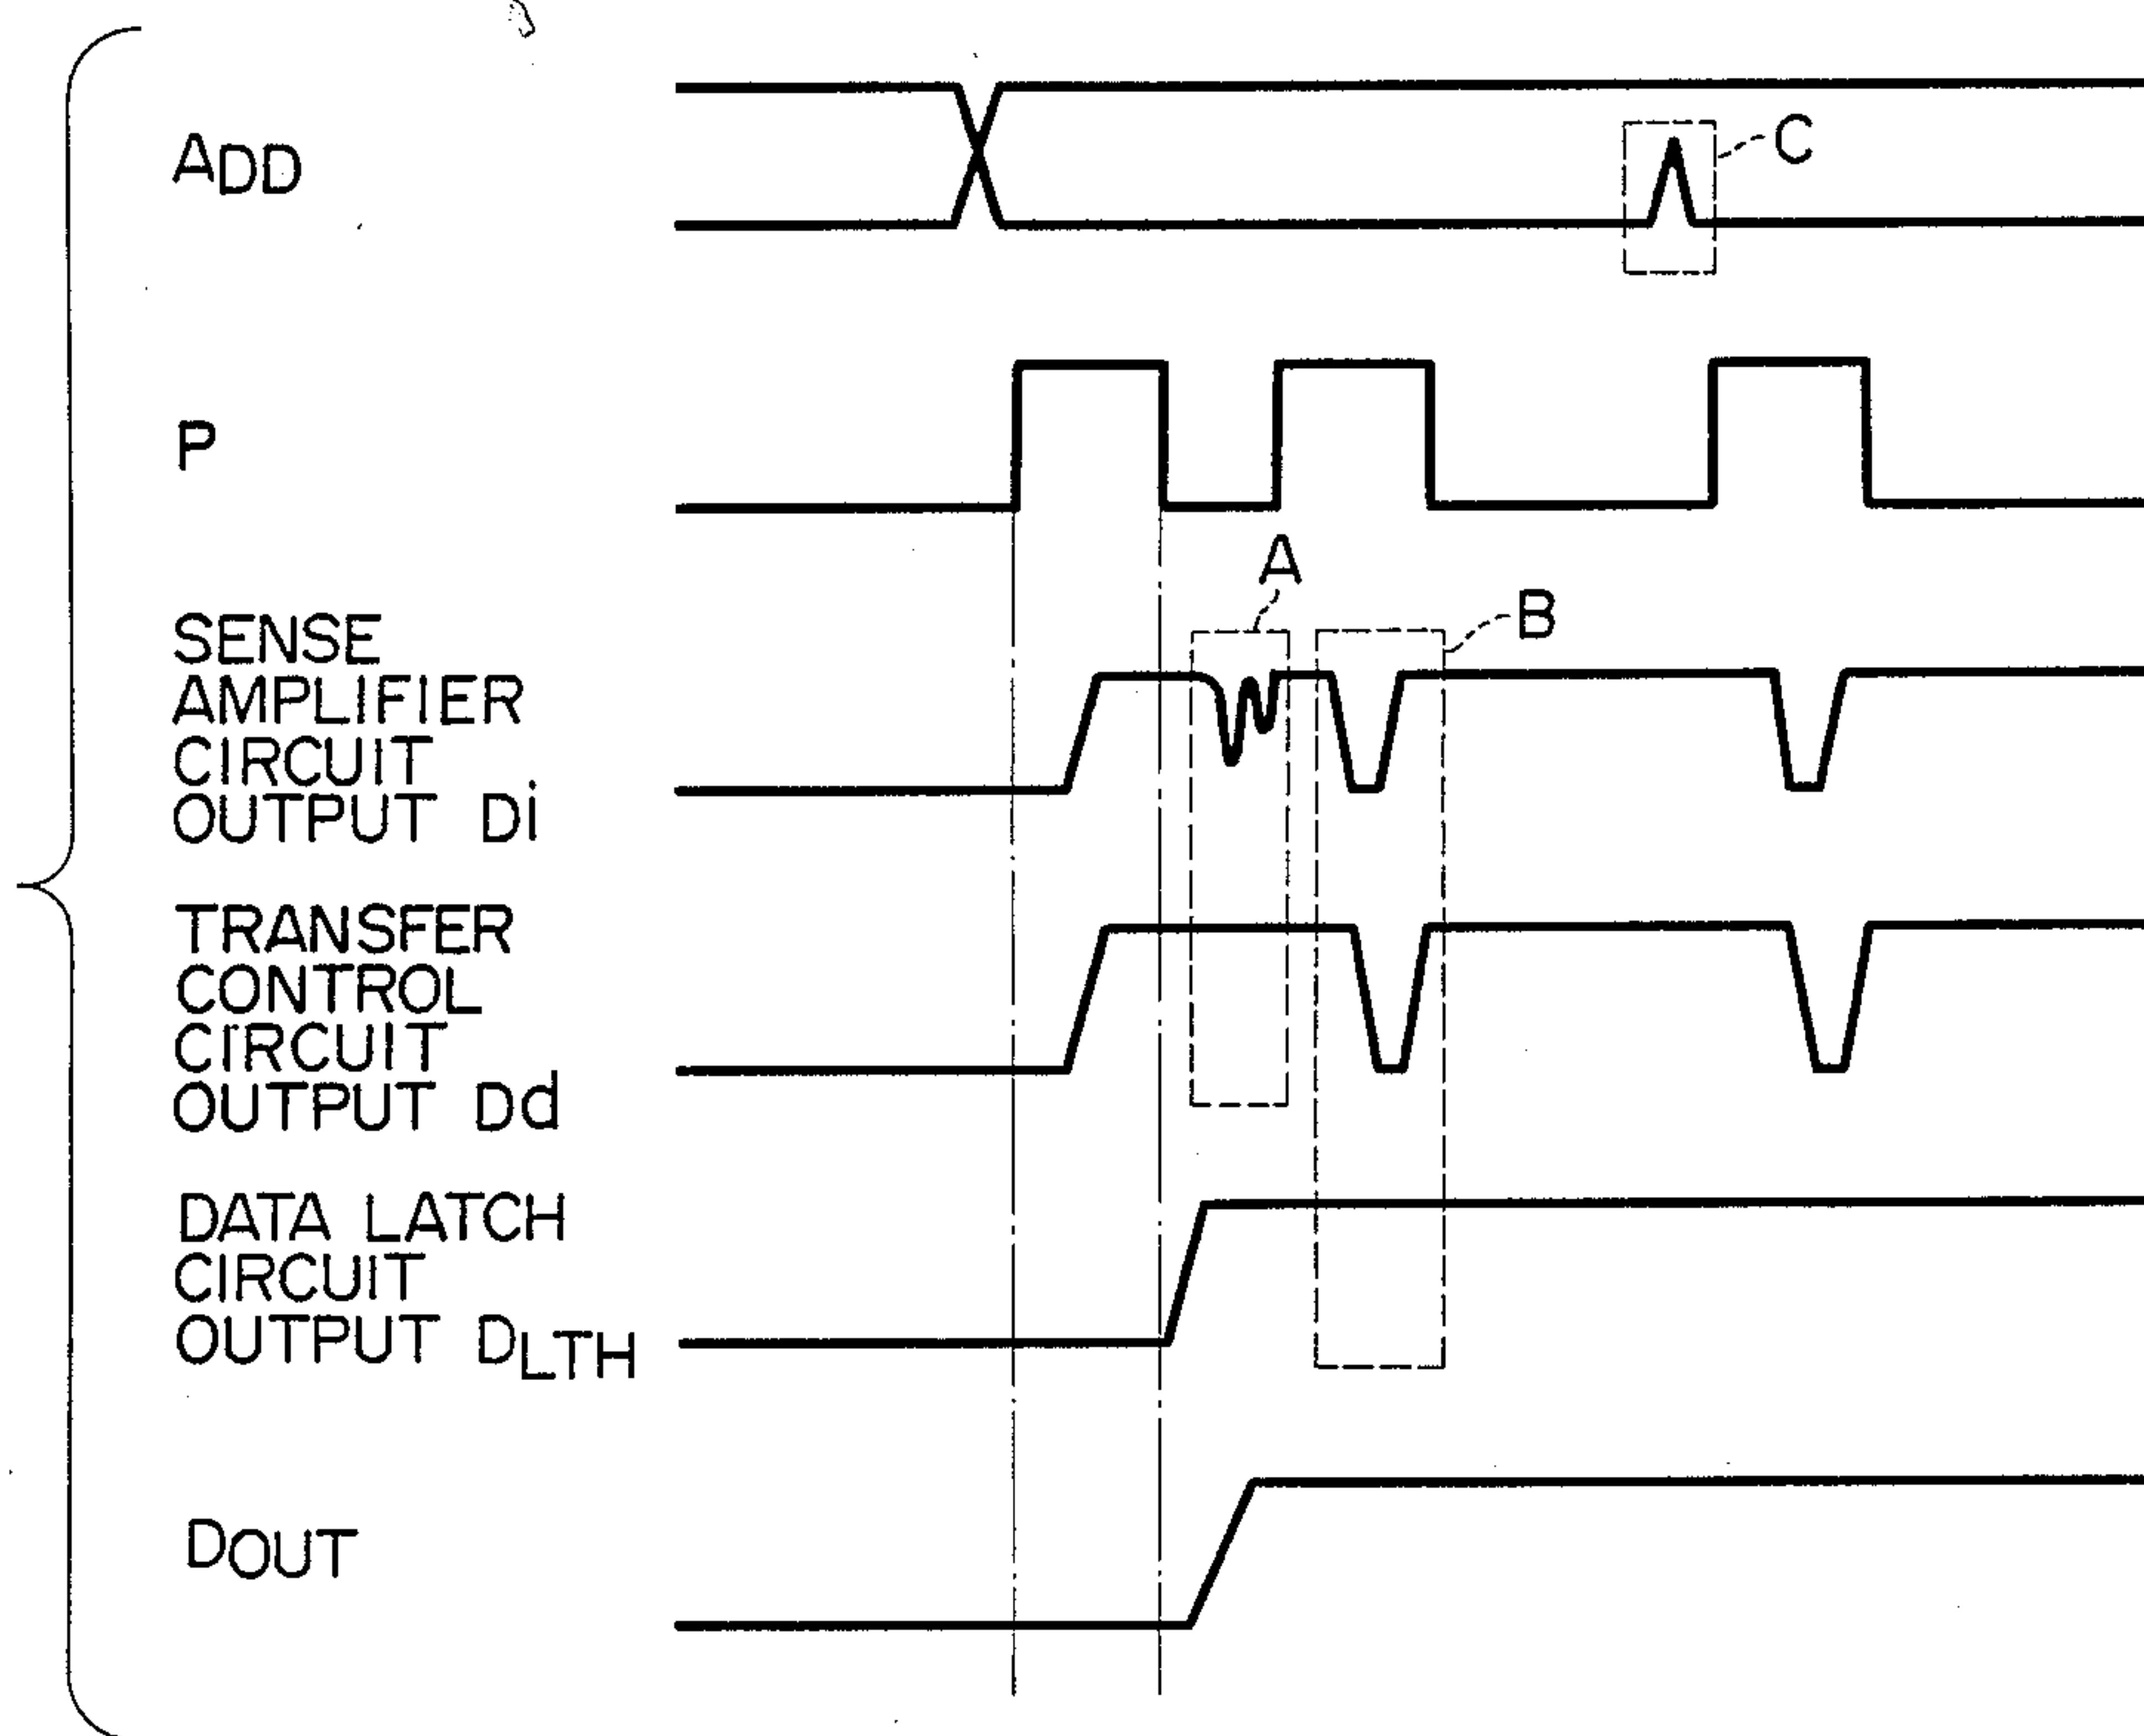 ADD
C
P
A
B
SENSE
AMPLIFIER
CIRCUIT
OUTPUT Di
TRANSFER
CONTROL
CIRCUIT
OUTPUT Dd
DATA LATCH
CIRCUIT
OUTPUT DLTH
DOUT